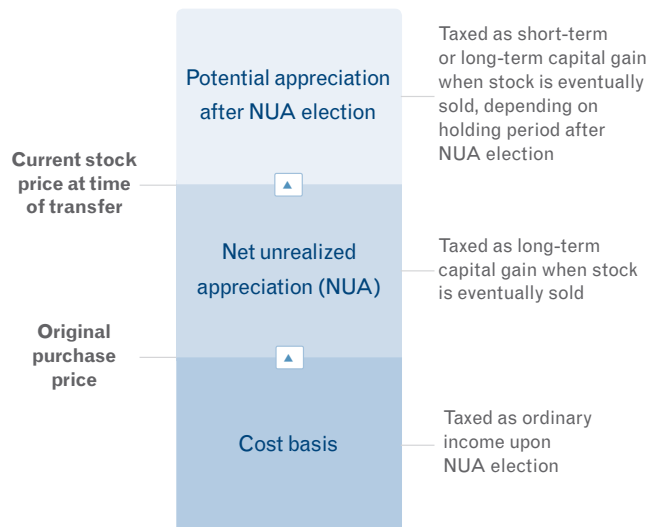 Potential appreciation
after NUA election
Taxed as short-term
or long-term capital gain
when stock is eventually
sold, depending on
holding period after
NUA election
Current stock
price at time
of transfer
Net unrealized
appreciation (NUA)
Taxed as long-term
capital gain when stock
is eventually sold
Original
purchase
price
Cost basis
Taxed as ordinary
income upon
NUA election